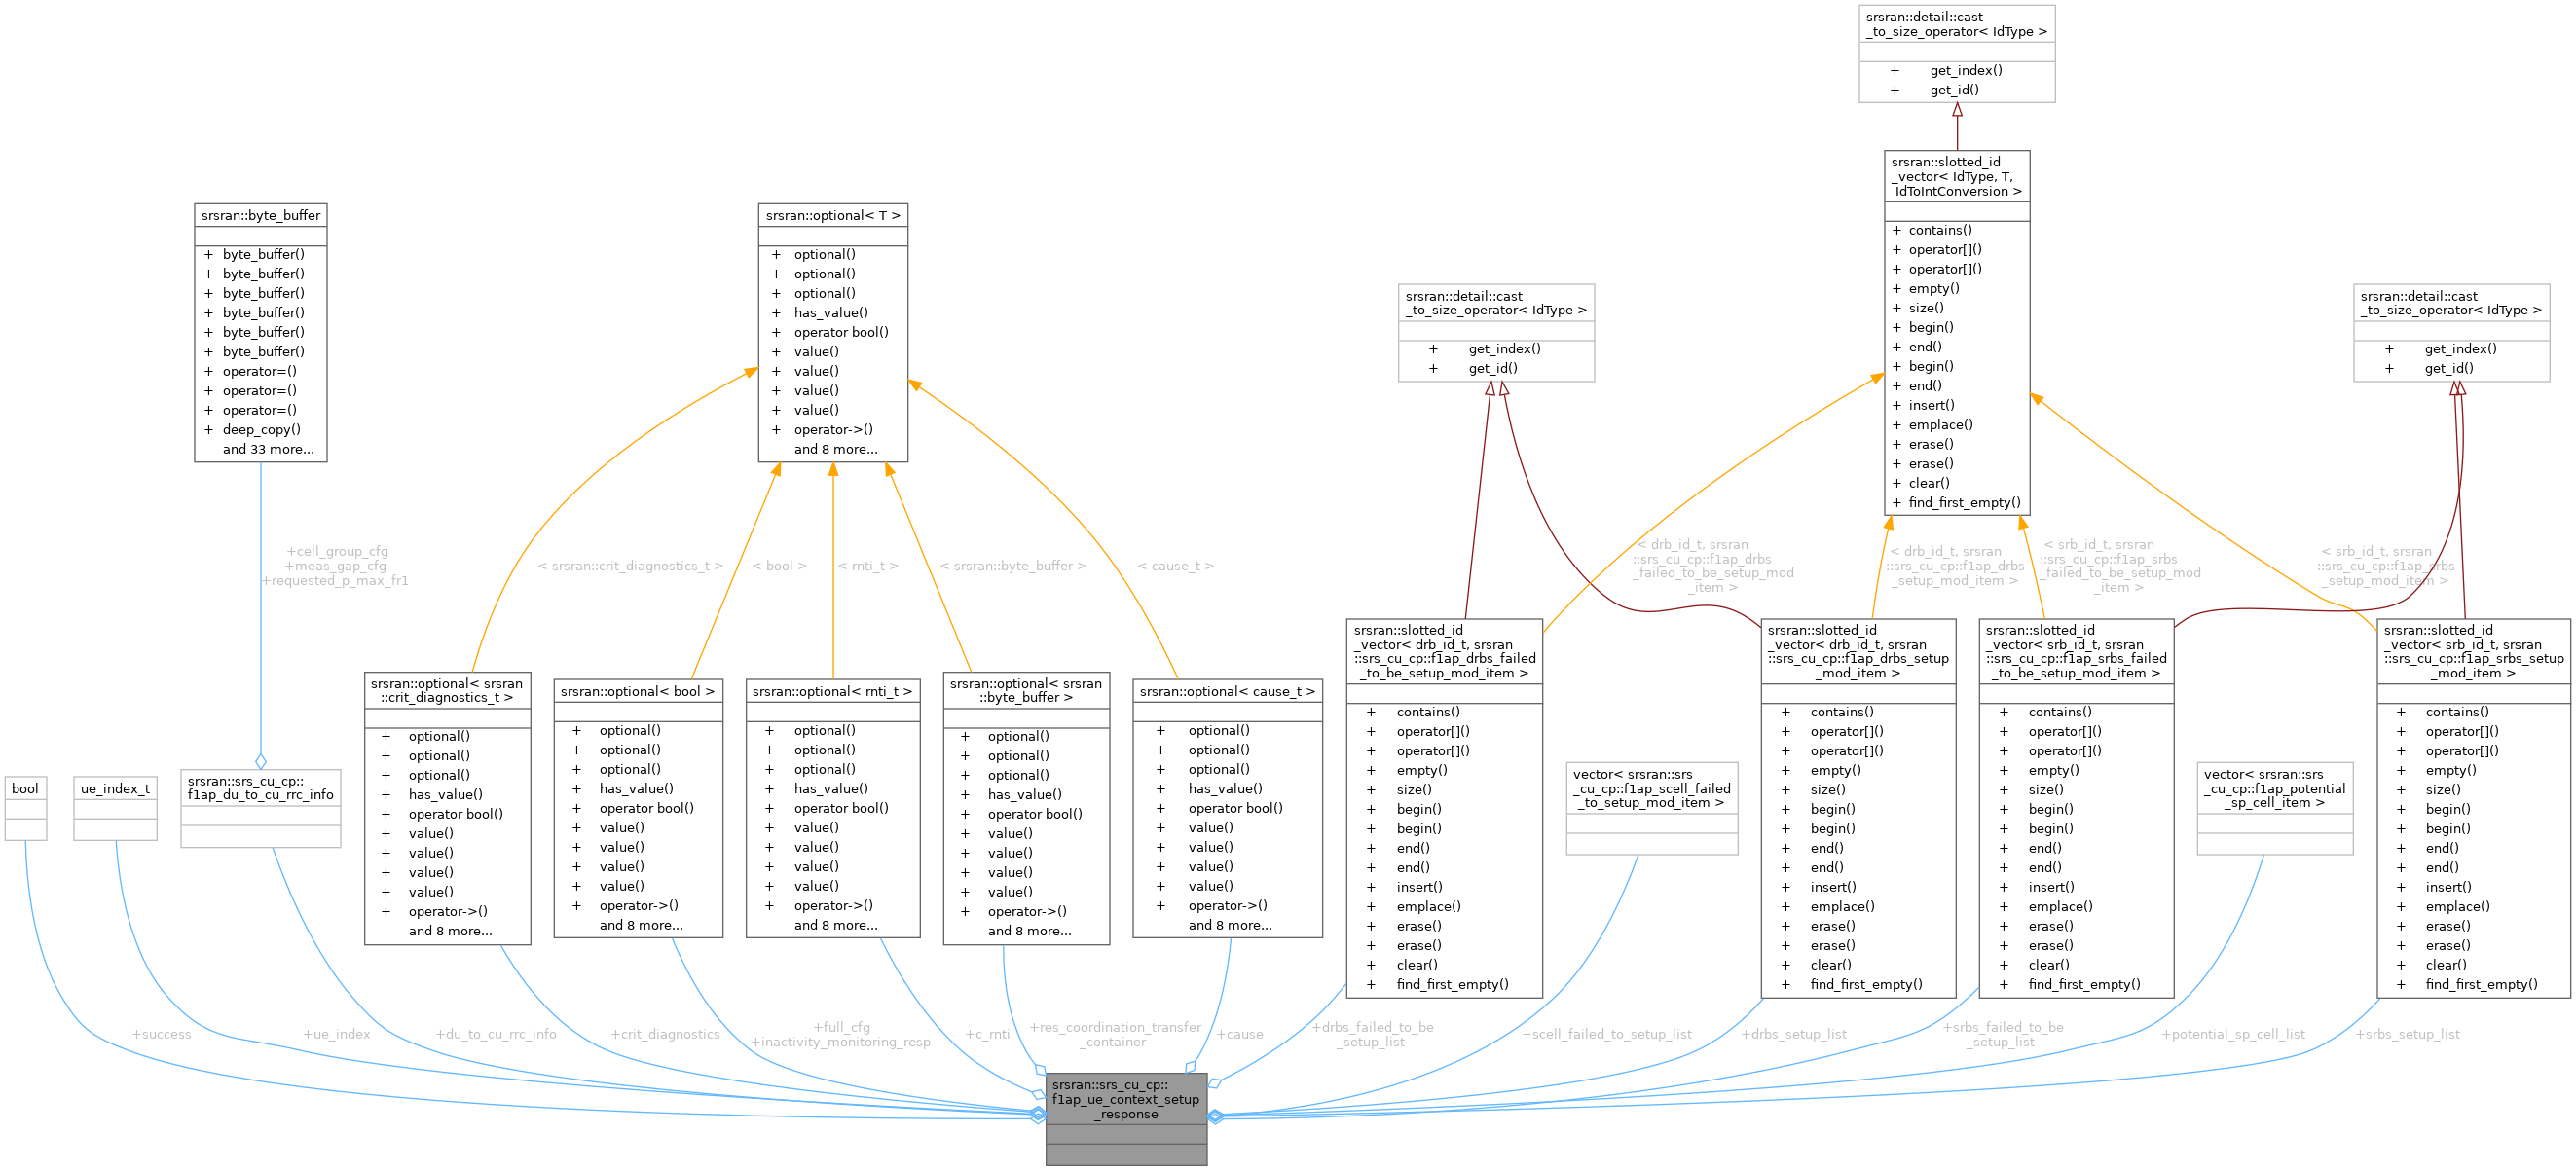 srsran::detail::cast
_to_size_operator< IdType >
+ get_index()
+ get_id()
srsran::slotted_id
_vector< IdType, T,
IdToIntConversion >
+ contains()
+ operator[]()
+ operator[]()
+ empty()
+ size()
+ begin()
+ end()
+ begin()
+ end()
+ insert()
+ emplace()
+ erase()
+ erase()
+ clear()
+ find_first_empty()
srsran::byte_buffer
+ byte_buffer()
+ byte_buffer()
+ byte_buffer()
+ byte_buffer()
+ byte_buffer()
+ byte_buffer()
+ operator=()
+ operator=()
+ operator=()
+ deep_copy()
and 33 more...
srsran::optional< T >
+ optional()
+ optional()
+ optional()
+ has_value()
+ operator bool()
+ value()
+ value()
+ value()
+ value()
+ operator->()
and 8 more...
srsran::detail::cast
_to_size_operator< IdType >
+ get_index()
+ get_id()
srsran::detail::cast
_to_size_operator< IdType >
+ get_index()
+ get_id()
+cell_group_cfg
+meas_gap_cfg
+requested_p_max_fr1
< srsran::crit_diagnostics_t >
< bool >
< rnti_t >
< srsran::byte_buffer >
< cause_t >
< drb_id_t, srsran
::srs_cu_cp::f1ap_drbs
_failed_to_be_setup_mod
_item >
< drb_id_t, srsran
::srs_cu_cp::f1ap_drbs
_setup_mod_item >
< srb_id_t, srsran
::srs_cu_cp::f1ap_srbs
_failed_to_be_setup_mod
_item >
< srb_id_t, srsran
::srs_cu_cp::f1ap_srbs
_setup_mod_item >
bool
ue_index_t
srsran::srs_cu_cp::
f1ap_du_to_cu_rrc_info
srsran::optional< srsran
::crit_diagnostics_t >
+ optional()
+ optional()
+ optional()
+ has_value()
+ operator bool()
+ value()
+ value()
+ value()
+ value()
+ operator->()
and 8 more...
srsran::optional< bool >
+ optional()
+ optional()
+ optional()
+ has_value()
+ operator bool()
+ value()
+ value()
+ value()
+ value()
+ operator->()
and 8 more...
srsran::optional< rnti_t >
+ optional()
+ optional()
+ optional()
+ has_value()
+ operator bool()
+ value()
+ value()
+ value()
+ value()
+ operator->()
and 8 more...
srsran::optional< srsran
::byte_buffer >
+ optional()
+ optional()
+ optional()
+ has_value()
+ operator bool()
+ value()
+ value()
+ value()
+ value()
+ operator->()
and 8 more...
srsran::optional< cause_t >
+ optional()
+ optional()
+ optional()
+ has_value()
+ operator bool()
+ value()
+ value()
+ value()
+ value()
+ operator->()
and 8 more...
srsran::slotted_id
_vector< drb_id_t, srsran
::srs_cu_cp::f1ap_drbs_failed
_to_be_setup_mod_item >
+ contains()
+ operator[]()
+ operator[]()
+ empty()
+ size()
+ begin()
+ begin()
+ end()
+ end()
+ insert()
+ emplace()
+ erase()
+ erase()
+ clear()
+ find_first_empty()
vector< srsran::srs
_cu_cp::f1ap_scell_failed
_to_setup_mod_item >
srsran::slotted_id
_vector< drb_id_t, srsran
::srs_cu_cp::f1ap_drbs_setup
_mod_item >
+ contains()
+ operator[]()
+ operator[]()
+ empty()
+ size()
+ begin()
+ begin()
+ end()
+ end()
+ insert()
+ emplace()
+ erase()
+ erase()
+ clear()
+ find_first_empty()
srsran::slotted_id
_vector< srb_id_t, srsran
::srs_cu_cp::f1ap_srbs_failed
_to_be_setup_mod_item >
+ contains()
+ operator[]()
+ operator[]()
+ empty()
+ size()
+ begin()
+ begin()
+ end()
+ end()
+ insert()
+ emplace()
+ erase()
+ erase()
+ clear()
+ find_first_empty()
vector< srsran::srs
_cu_cp::f1ap_potential
_sp_cell_item >
srsran::slotted_id
_vector< srb_id_t, srsran
::srs_cu_cp::f1ap_srbs_setup
_mod_item >
+ contains()
+ operator[]()
+ operator[]()
+ empty()
+ size()
+ begin()
+ begin()
+ end()
+ end()
+ insert()
+ emplace()
+ erase()
+ erase()
+ clear()
+ find_first_empty()
+success
+ue_index
+du_to_cu_rrc_info
+crit_diagnostics
+full_cfg
+inactivity_monitoring_resp
+c_rnti
+res_coordination_transfer
_container
+cause
+drbs_failed_to_be
_setup_list
+scell_failed_to_setup_list
+drbs_setup_list
+srbs_failed_to_be
_setup_list
+potential_sp_cell_list
+srbs_setup_list
srsran::srs_cu_cp::
f1ap_ue_context_setup
_response